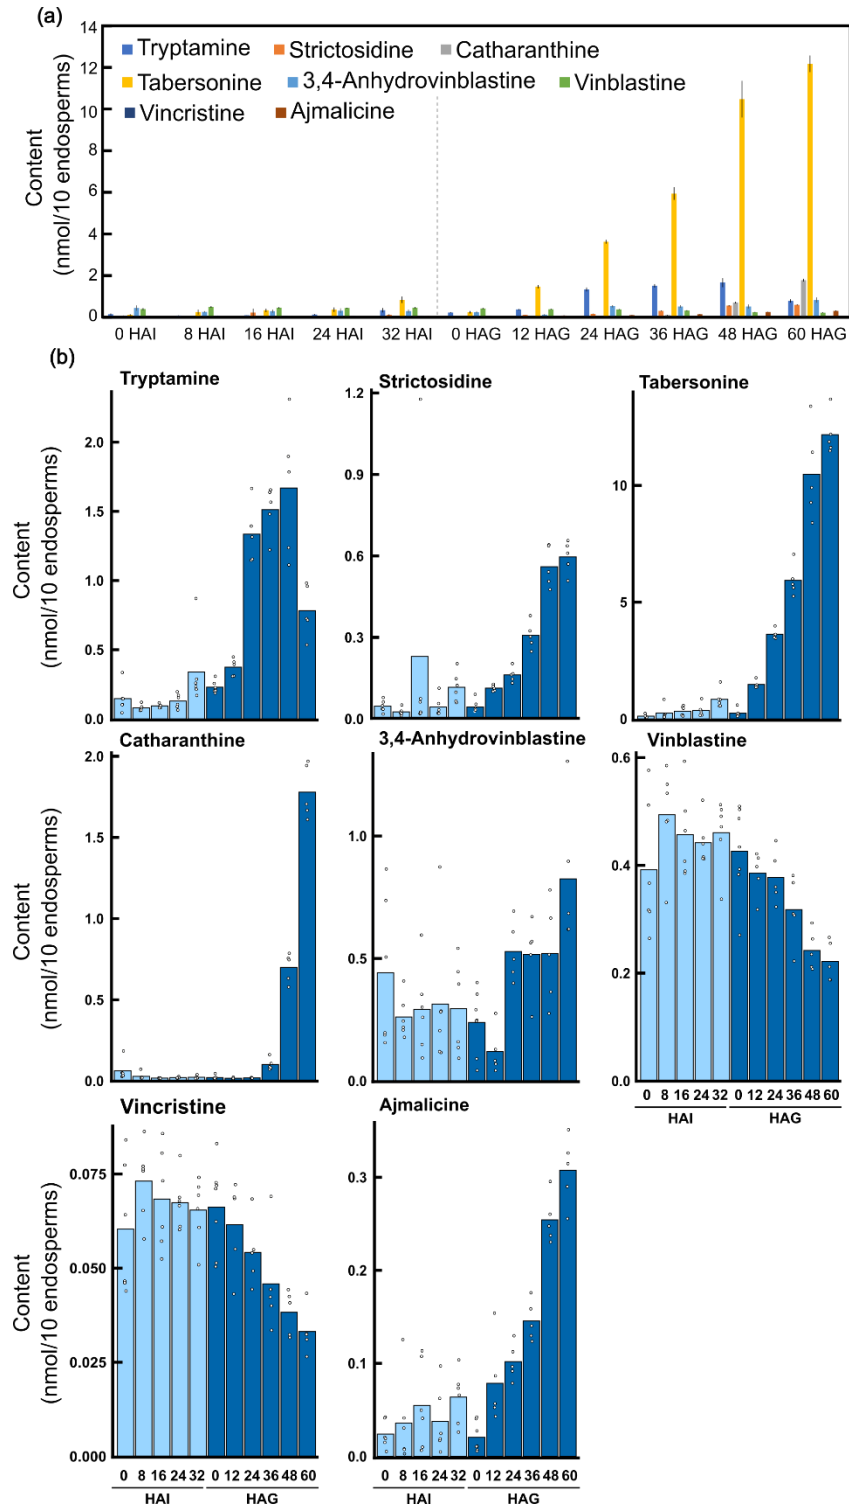 (a)
14
12
10
8
6
4
2
0
Content
(nmol/10 endosperms)
Tryptamine Strictosidine Catharanthine
Tabersonine 3,4-Anhydrovinblastine Vinblastine
Vincristine Ajmalicine
0 HAI 8 HAI 16 HAI 24 HAI 32 HAI 0 HAG 12 HAG 24 HAG 36 HAG 48 HAG 60 HAG
(b)
Tryptamine
2.0
1.5
1.0
0.5
0.0
Content
(nmol/10 endosperms)
Strictosidine
1.2
0.9
0.6
0.3
0.0
Tabersonine
10
5
0
Catharanthine
2.0
1.5
1.0
0.5
0.0
Content
(nmol/10 endosperms)
3,4-Anhydrovinblastine
1.0
0.5
0.0
Vinblastine
0.6
0.4
0.2
0.0
0 8 16 24 32 0 12 24 36 48 60
HAI HAG
Vincristine
0.075
0.050
0.025
0.000
Content
(nmol/10 endosperms)
0 8 16 24 32 0 12 24 36 48 60
HAI HAG
Ajmalicine
0.3
0.2
0.1
0.0
0 8 16 24 32 0 12 24 36 48 60
HAI HAG